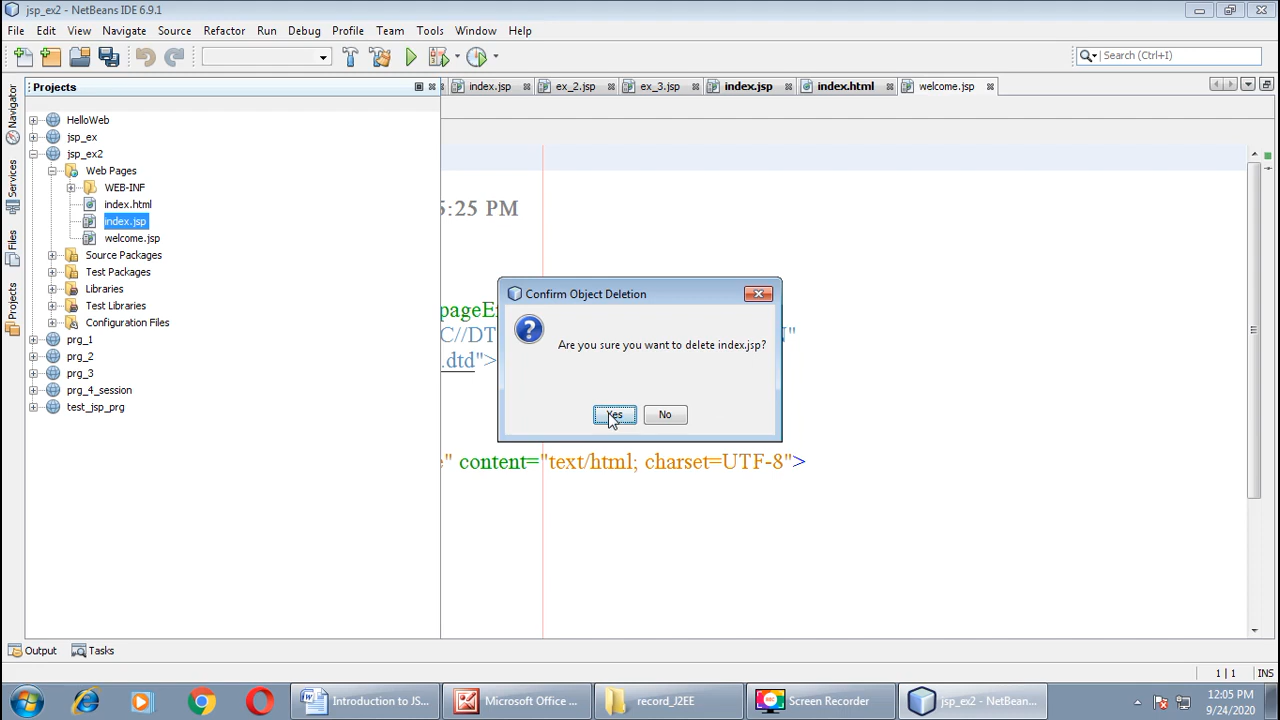 jsp_ex2 - NetBeans IDE 6.9.1
File Edit View Navigate Source Refactor Run Debug Profile Team Tools Window Help
Search (Ctrl+I)
Projects
index.jsp ex_2.jsp ex_3.jsp index.jsp index.html welcome.jsp
Navigator
Services
Files
Projects
HelloWeb
jsp_ex
jsp_ex2
Web Pages
WEB-INF
index.html
index.jsp
welcome.jsp
Source Packages
Test Packages
Libraries
Test Libraries
Configuration Files
prg_1
prg_2
prg_3
prg_4_session
test_jsp_prg
5:25 PM
pageE
C//DT
N"
.dtd">
e" content="text/html; charset=UTF-8">
Confirm Object Deletion
Are you sure you want to delete index.jsp?
Yes No
Output Tasks
1 | 1 INS
Introduction to JS... Microsoft Office ... record_J2EE Screen Recorder jsp_ex2 - NetBean...
12:05 PM
9/24/2020